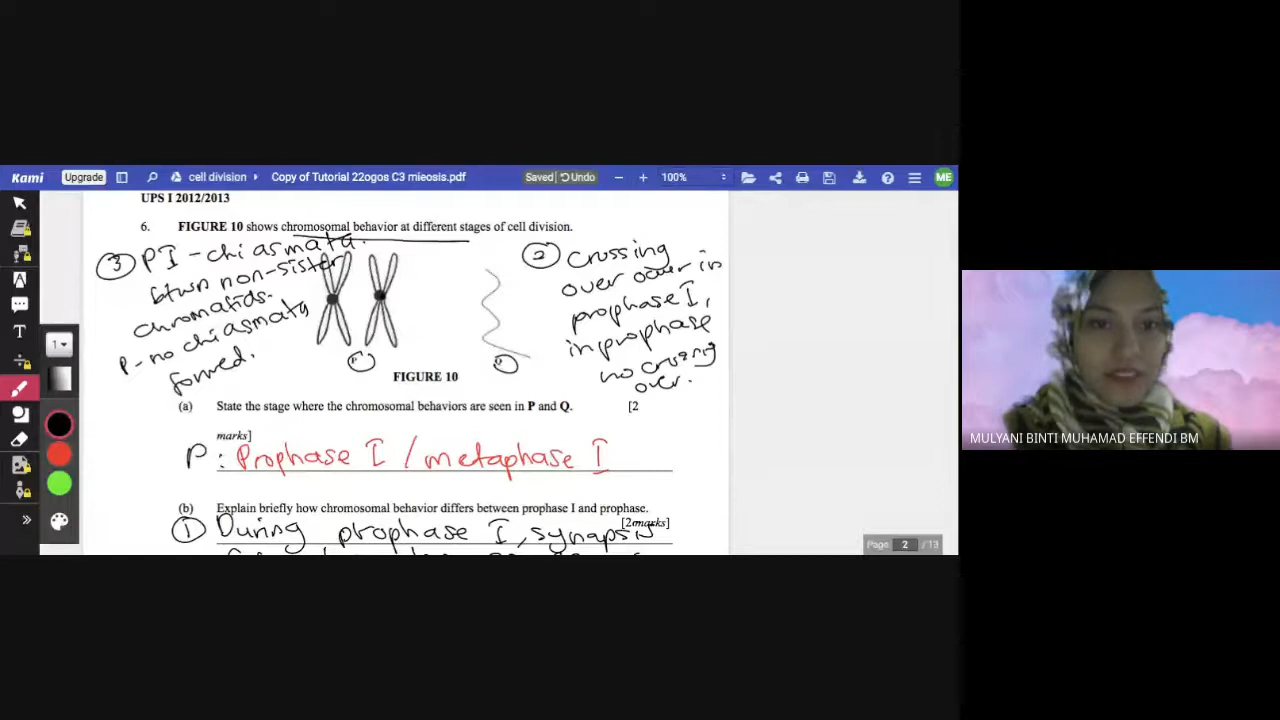 Kami
Upgrade
cell division
Copy of Tutorial 22ogos C3 mieosis.pdf
Saved
Undo
100%
ME
UPS I 2012/2013
6. FIGURE 10 shows chromosomal behavior at different stages of cell division.
③ PI - chiasmata
btwn non-sister
chromatids.
P - no chiasmata
formed.
② Crossing
over occur in
prophase I,
in prophase
no crossing
over.
FIGURE 10
(a) State the stage where the chromosomal behaviors are seen in P and Q. [2
marks]
P : Prophase I / metaphase I
(b) Explain briefly how chromosomal behavior differs between prophase I and prophase.
[2marks]
① During prophase I, synapsis
1
T
Page 2 / 13
MULYANI BINTI MUHAMAD EFFENDI BM